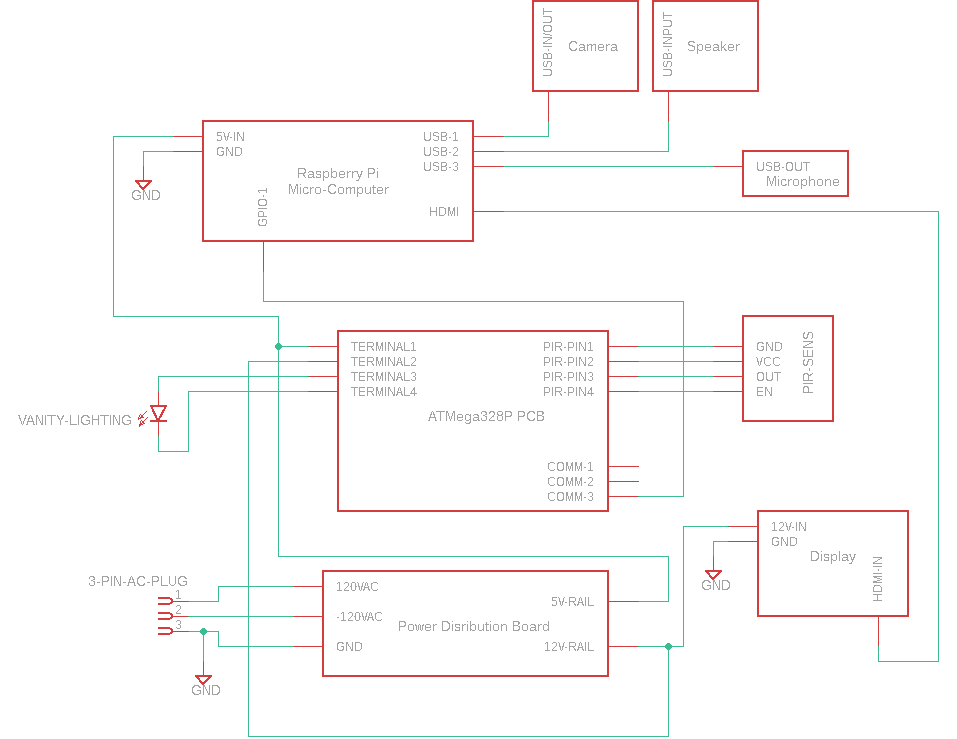 USB-IN/OUT
Camera
USB-INPUT
Speaker
5V-IN
GND
GND
Raspberry Pi
Micro-Computer
GPIO-1
USB-1
USB-2
USB-3
HDMI
USB-OUT
Microphone
TERMINAL1
TERMINAL2
TERMINAL3
TERMINAL4
PIR-PIN1
PIR-PIN2
PIR-PIN3
PIR-PIN4
ATMega328P PCB
COMM-1
COMM-2
COMM-3
GND
VCC
OUT
EN
PIR-SENS
VANITY-LIGHTING
12V-IN
GND
Display
HDMI-IN
GND
3-PIN-AC-PLUG
1
2
3
GND
120VAC
-120VAC
GND
Power Disribution Board
5V-RAIL
12V-RAIL